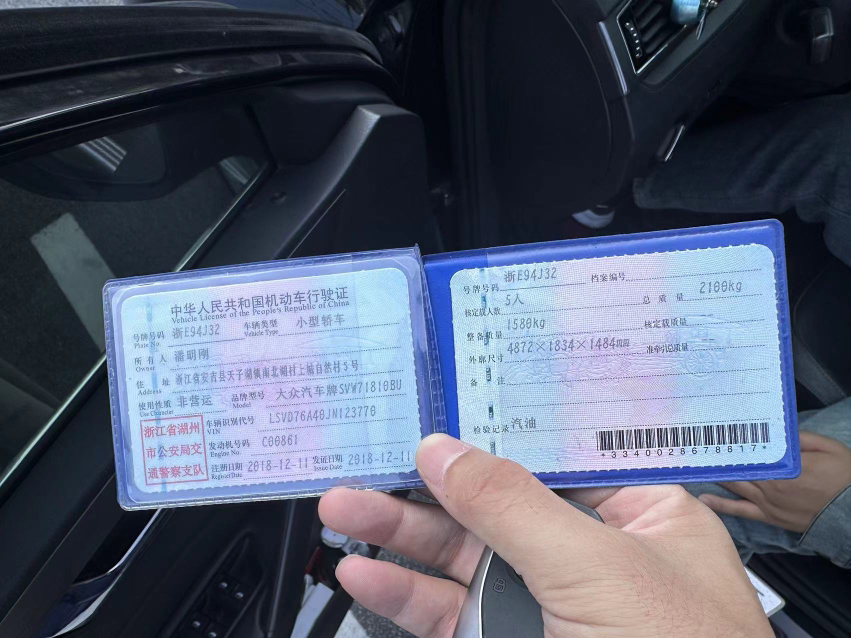 中华人民共和国机动车行驶证
Vehicle License of the People's Republic of China
号牌号码 浙E94J32 车辆类型 小型轿车
Plate No. Vehicle Type
所有人 潘明刚
Owner
住址 浙江省安吉县天子湖镇南北湖村上城自然村5号
Address
使用性质 非营运 品牌型号 大众汽车牌SVW71810BU
Use Character Model
浙江省湖州
市公安局交
通警察支队
车辆识别代号 LSVD76A40JN123770
VIN
发动机号码 C00861
Engine No.
注册日期 2018-12-11 发证日期 2018-12-11
Register Date Issue Date
号牌号码 浙E94J32 档案编号
核定载人数 5人 总质量 2100kg
整备质量 1580kg 核定载质量
外廓尺寸 4872×1834×1484mm 准牵引总质量
备注
检验记录 汽油
*3340028678817*